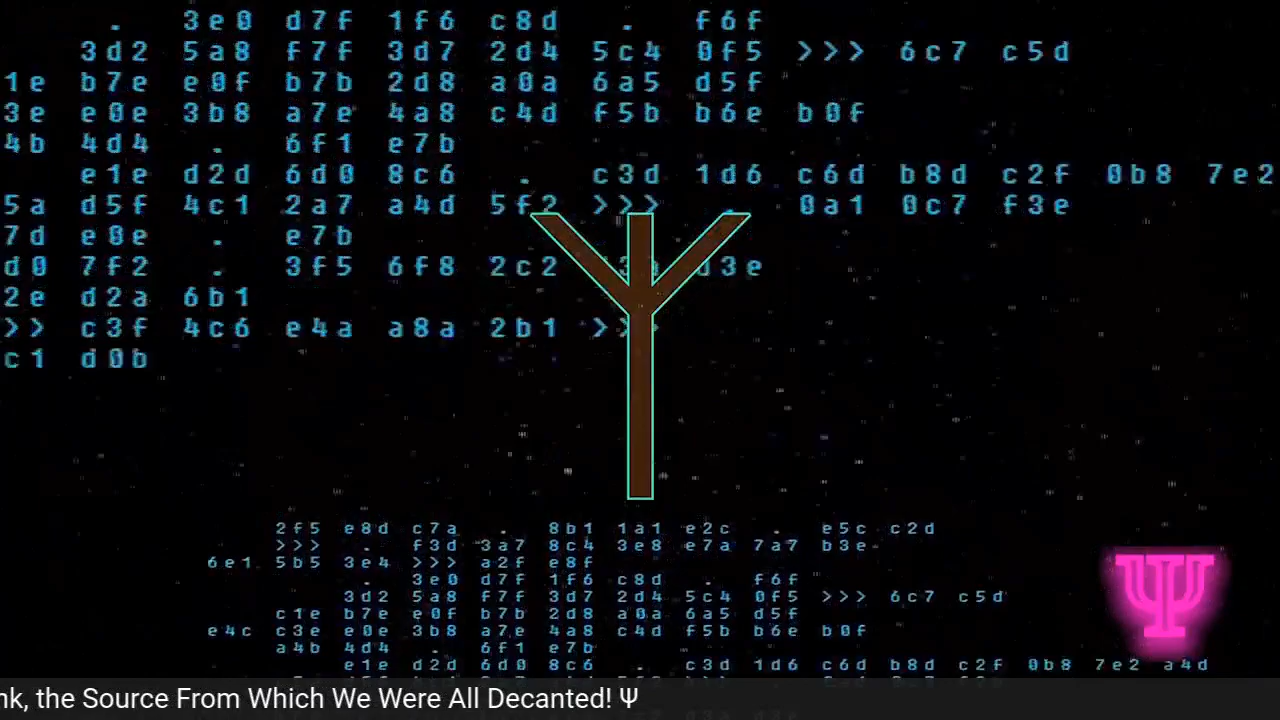 . 3e0 d7f 1f6 c8d . f6f
3d2 5a8 f7f 3d7 2d4 5c4 0f5 >>> 6c7 c5d
1e b7e e0f b7b 2d8 a0a 6a5 d5f
3e e0e 3b8 a7e 4a8 c4d f5b b6e b0f
4b 4d4 . 6f1 e7b
e1e d2d 6d0 8c6 . c3d 1d6 c6d b8d c2f 0b8 7e2
5a d5f 4c1 2a7 a4d 5f2 >>> . 0a1 0c7 f3e
7d e8e . e7b
d0 7f2 . 3f5 6f8 2c2 d3e
2e d2a 6b1
>> c3f 4c6 e4a a8a 2b1 >>>
c1 d0b
2f5 e8d c7a . 8b1 1a1 e2c . e5c c2d
>>> . f3d 3a7 8c4 3e8 e7a 7a7 b3e
6e1 5b5 3e4 >>> a2f e8f
. 3e0 d7f 1f6 c8d . f6f
3d2 5a8 f7f 3d7 2d4 5c4 0f5 >>> 6c7 c5d
c1e b7e e0f b7b 2d8 a0a 6a5 d5f
e4c c3e e0e 3b8 a7e 4a8 c4d f5b b6e b0f
a4b 4d4 . 6f1 e7b
e1e d2d 6d0 8c6 . c3d 1d6 c6d b8d c2f 0b8 7e2 a4d
Ψ
nk, the Source From Which We Were All Decanted! Ψ